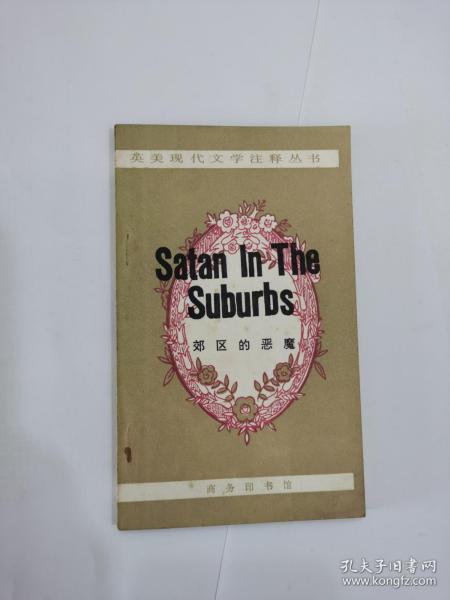 英美现代文学注释丛书
Satan In The
Suburbs
郊区的恶魔
商务印书馆
孔夫子旧书网
www.kongfz.com